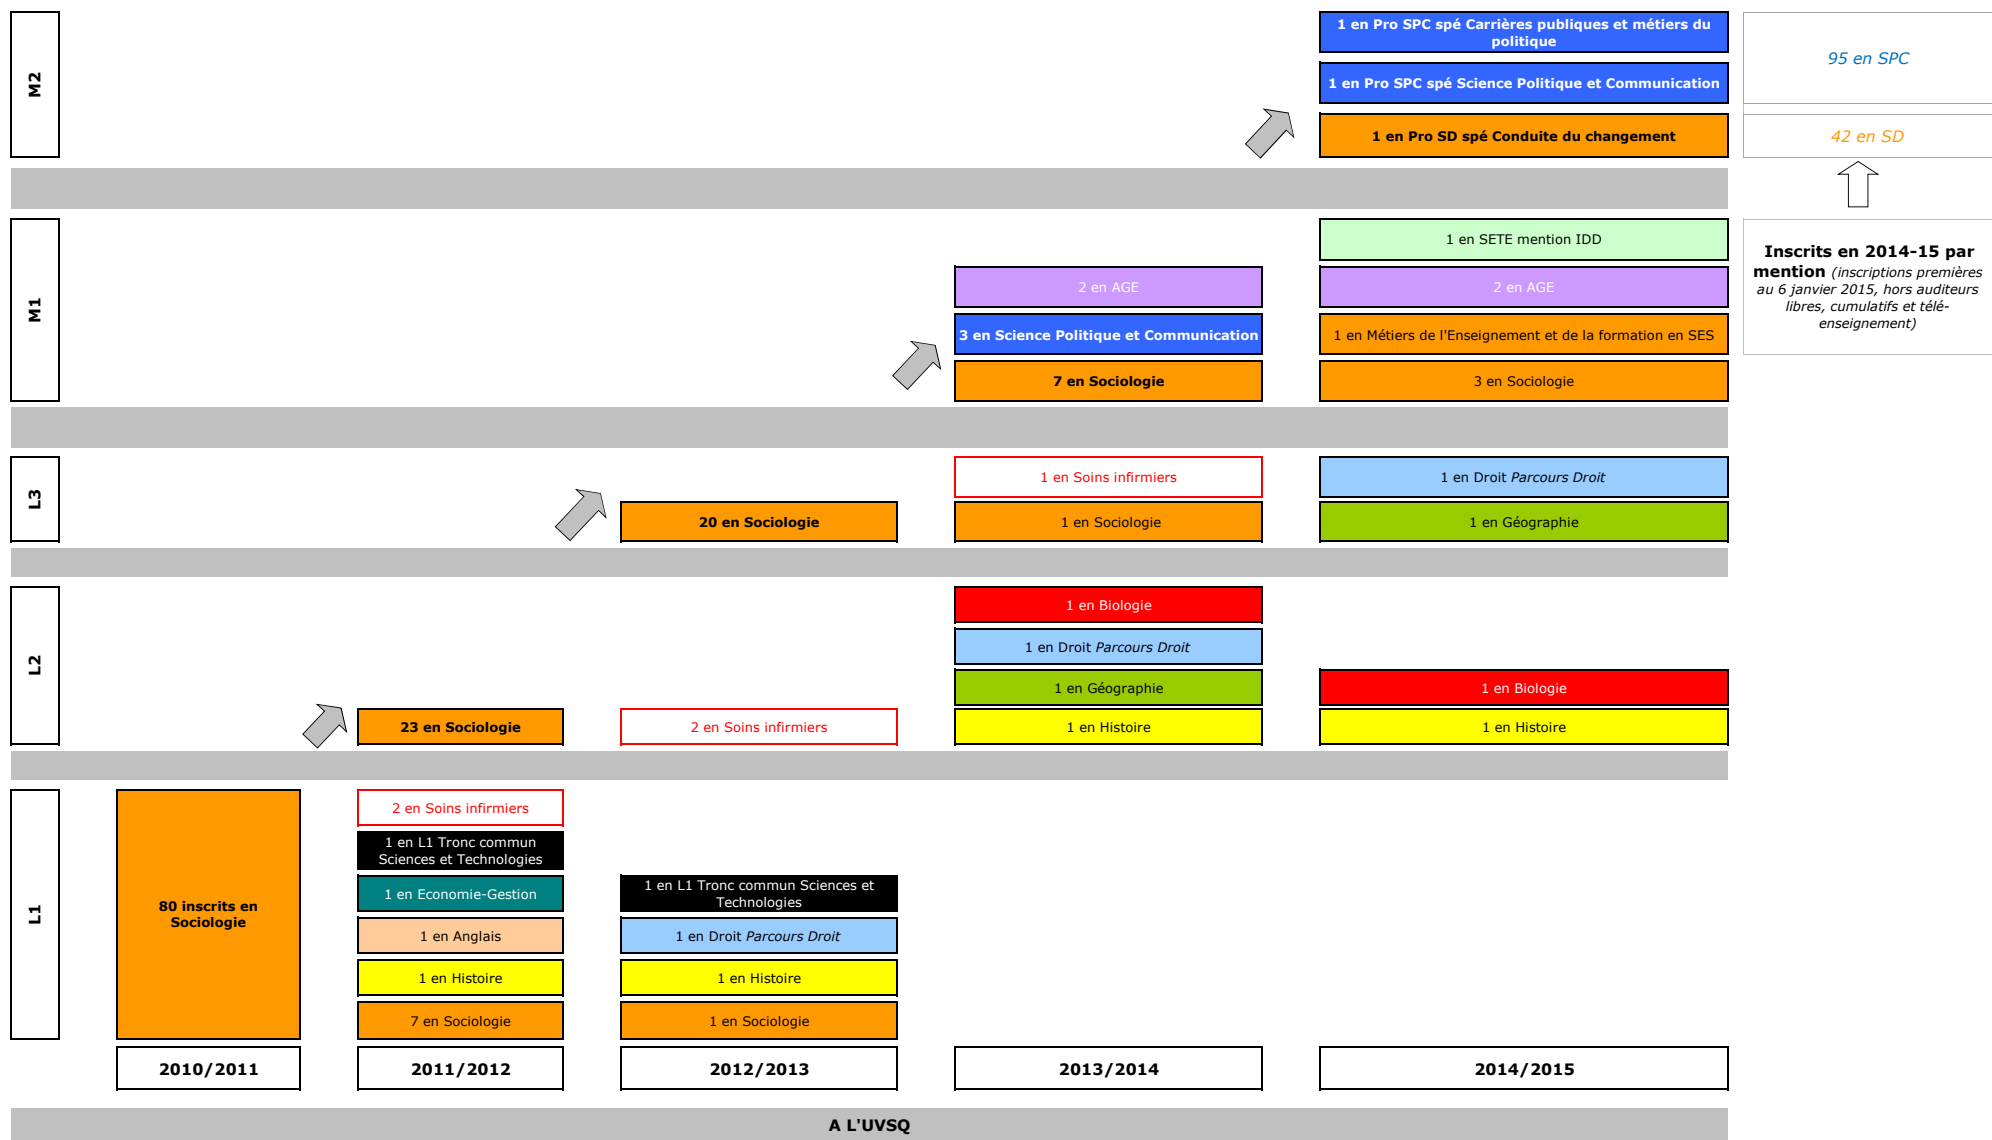 M2
1 en Pro SPC spé Carrières publiques et métiers du
politique
1 en Pro SPC spé Science Politique et Communication
1 en Pro SD spé Conduite du changement
95 en SPC
42 en SD
M1
1 en SETE mention IDD
2 en AGE
2 en AGE
3 en Science Politique et Communication
1 en Métiers de l'Enseignement et de la formation en SES
7 en Sociologie
3 en Sociologie
Inscrits en 2014-15 par
mention (inscriptions premières
au 6 janvier 2015, hors auditeurs
libres, cumulatifs et télé-
enseignement)
L3
1 en Soins infirmiers
1 en Droit Parcours Droit
20 en Sociologie
1 en Sociologie
1 en Géographie
L2
1 en Biologie
1 en Droit Parcours Droit
1 en Géographie
1 en Biologie
23 en Sociologie
2 en Soins infirmiers
1 en Histoire
1 en Histoire
L1
80 inscrits en
Sociologie
2 en Soins infirmiers
1 en L1 Tronc commun
Sciences et Technologies
1 en Economie-Gestion
1 en L1 Tronc commun Sciences et
Technologies
1 en Anglais
1 en Droit Parcours Droit
1 en Histoire
1 en Histoire
7 en Sociologie
1 en Sociologie
2010/2011
2011/2012
2012/2013
2013/2014
2014/2015
A L'UVSQ